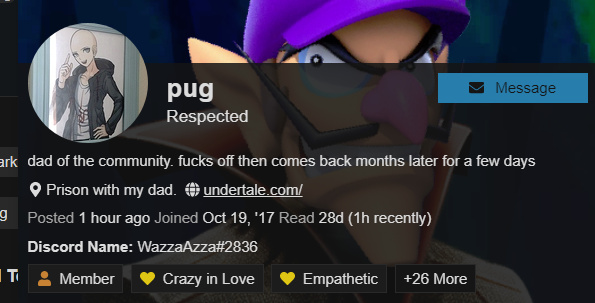 pug
Message
Respected
dad of the community. fucks off then comes back months later for a few days
ark
Prison with my dad. undertale.com/
g
Posted 1 hour ago Joined Oct 19, '17 Read 28d (1h recently)
Discord Name: WazzaAzza#2836
Member Crazy in Love Empathetic +26 More